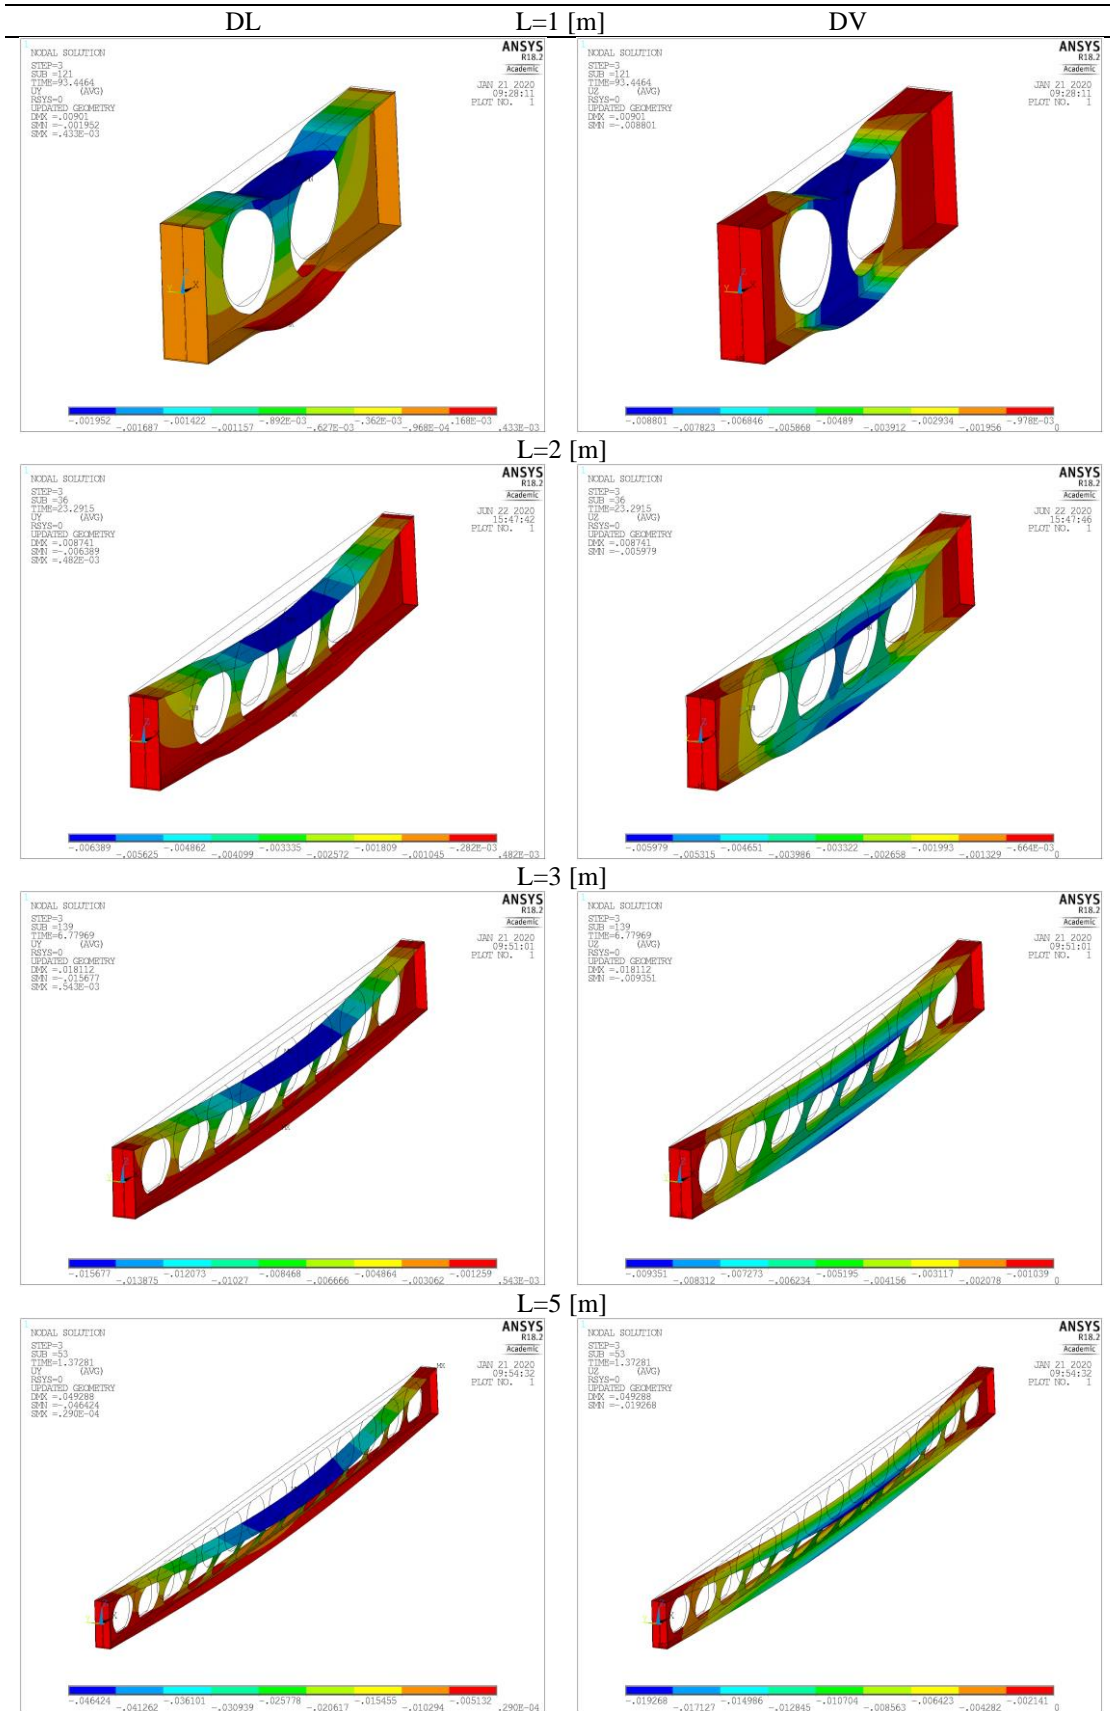 DL L=1 [m] DV
1
NODAL SOLUTION
STEP=3
SUB =121
TIME=93.4464
UY (AVG)
RSYS=0
UPDATED GEOMETRY
DMX =.00901
SMN =-.001952
SMX =.433E-03
ANSYS
R18.2
Academic
JAN 21 2020
09:28:11
PLOT NO. 1
Z
Y X
-.001952 -.001422 -.892E-03 -.362E-03 .168E-03
-.001687 -.001157 -.627E-03 -.968E-04 .433E-03
1
NODAL SOLUTION
STEP=3
SUB =121
TIME=93.4464
UZ (AVG)
RSYS=0
UPDATED GEOMETRY
DMX =.00901
SMN =-.008801
ANSYS
R18.2
Academic
JAN 21 2020
09:28:11
PLOT NO. 1
Z
Y X
-.008801 -.006846 -.00489 -.002934 -.978E-03
-.007823 -.005868 -.003912 -.001956 0
L=2 [m]
1
NODAL SOLUTION
STEP=3
SUB =36
TIME=23.2915
UY (AVG)
RSYS=0
UPDATED GEOMETRY
DMX =.008741
SMN =-.006389
SMX =.482E-03
ANSYS
R18.2
Academic
JUN 22 2020
15:47:42
PLOT NO. 1
Z
-.006389 -.004862 -.003335 -.001809 -.282E-03
-.005625 -.004099 -.002572 -.001045 .482E-03
1
NODAL SOLUTION
STEP=3
SUB =36
TIME=23.2915
UZ (AVG)
RSYS=0
UPDATED GEOMETRY
DMX =.008741
SMN =-.005979
ANSYS
R18.2
Academic
JUN 22 2020
15:47:46
PLOT NO. 1
Z
-.005979 -.004651 -.003322 -.001993 -.664E-03
-.005315 -.003986 -.002658 -.001329 0
L=3 [m]
1
NODAL SOLUTION
STEP=3
SUB =139
TIME=6.77969
UY (AVG)
RSYS=0
UPDATED GEOMETRY
DMX =.018112
SMN =-.015677
SMX =.543E-03
ANSYS
R18.2
Academic
JAN 21 2020
09:51:01
PLOT NO. 1
-.015677 -.012073 -.008468 -.004864 -.001259
-.013875 -.01027 -.006666 -.003062 .543E-03
1
NODAL SOLUTION
STEP=3
SUB =139
TIME=6.77969
UZ (AVG)
RSYS=0
UPDATED GEOMETRY
DMX =.018112
SMN =-.009351
ANSYS
R18.2
Academic
JAN 21 2020
09:51:01
PLOT NO. 1
-.009351 -.007273 -.005195 -.003117 -.001039
-.008312 -.006234 -.004156 -.002078 0
L=5 [m]
1
NODAL SOLUTION
STEP=3
SUB =53
TIME=1.37281
UY (AVG)
RSYS=0
UPDATED GEOMETRY
DMX =.049288
SMN =-.046424
SMX =.290E-04
ANSYS
R18.2
Academic
JAN 21 2020
09:54:32
PLOT NO. 1
MX
-.046424 -.036101 -.025778 -.015455 -.005132
-.041262 -.030939 -.020617 -.010294 .290E-04
1
NODAL SOLUTION
STEP=3
SUB =53
TIME=1.37281
UZ (AVG)
RSYS=0
UPDATED GEOMETRY
DMX =.049288
SMN =-.019268
ANSYS
R18.2
Academic
JAN 21 2020
09:54:32
PLOT NO. 1
-.019268 -.014986 -.010704 -.006423 -.002141
-.017127 -.012845 -.008563 -.004282 0